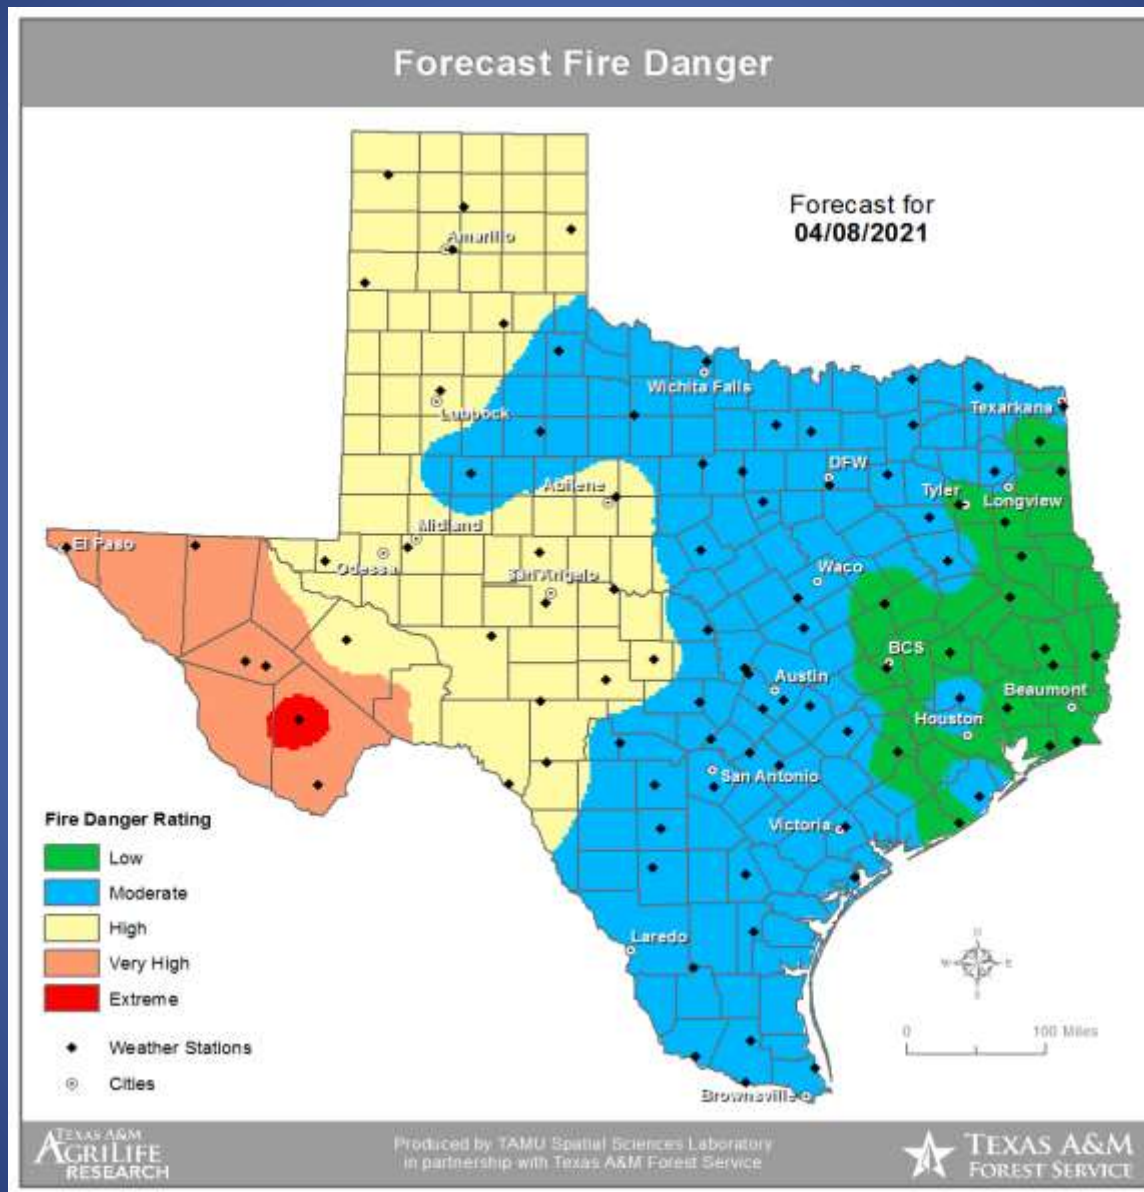 Forecast Fire Danger
Forecast for
04/08/2021
Amarillo
Wichita Falls
Lubbock
Texarkana
DFW
Abilene
Tyler
Longview
Midland
El Paso
Odessa
San Angelo
Waco
BCS
Austin
Beaumont
Houston
San Antonio
Victoria
Laredo
Brownsville
Fire Danger Rating
Low
Moderate
High
Very High
Extreme
Weather Stations
Cities
N
W E
S
0 100 Miles
TEXAS A&M
AGRILIFE
RESEARCH
Produced by TAMU Spatial Sciences Laboratory
in partnership with Texas A&M Forest Service
TEXAS A&M
FOREST SERVICE